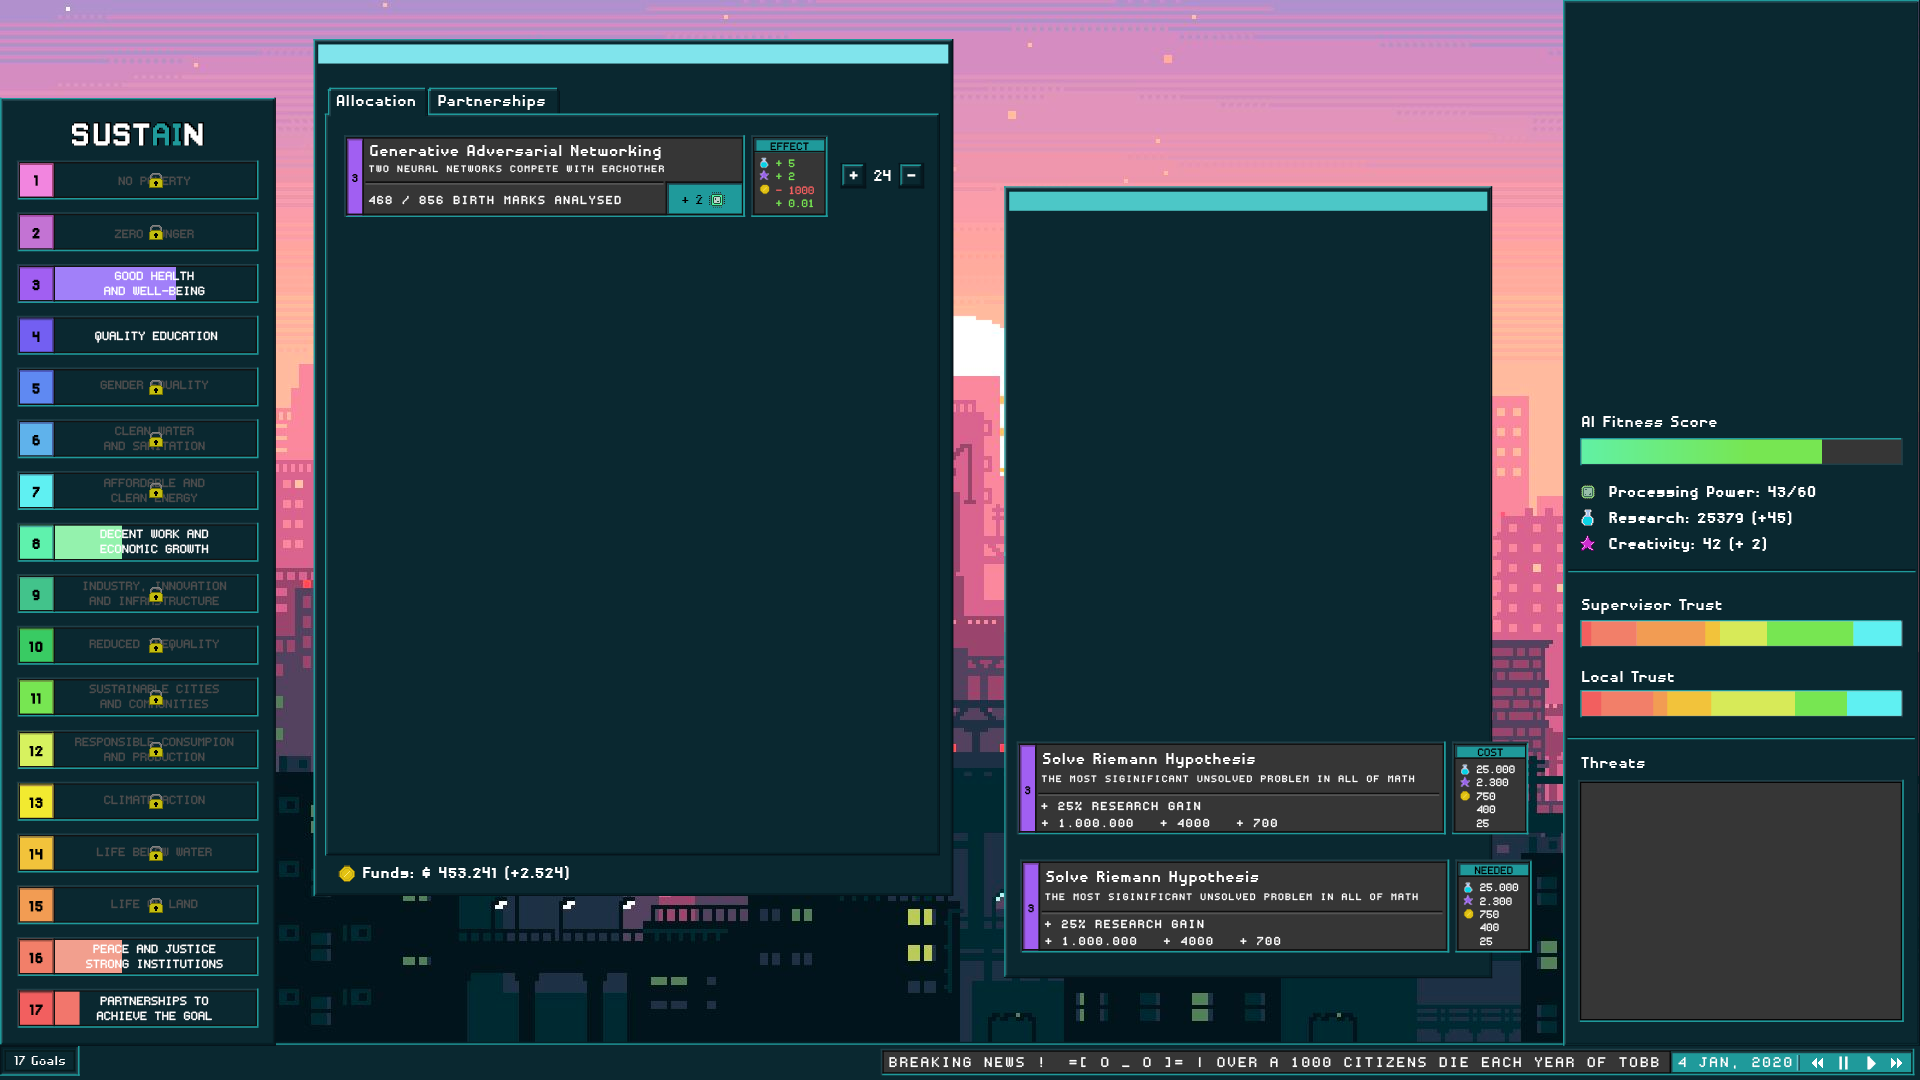 SUSTAIN
1
NO POVERTY
2
ZERO HUNGER
3
GOOD HEALTH
AND WELL-BEING
4
QUALITY EDUCATION
5
GENDER EQUALITY
6
CLEAN WATER
AND SANITATION
7
AFFORDABLE AND
CLEAN ENERGY
8
DECENT WORK AND
ECONOMIC GROWTH
9
INDUSTRY, INNOVATION
AND INFRASTRUCTURE
10
REDUCED INEQUALITY
11
SUSTAINABLE CITIES
AND COMMUNITIES
12
RESPONSIBLE CONSUMPION
AND PRODUCTION
13
CLIMATE ACTION
14
LIFE BELOW WATER
15
LIFE ON LAND
16
PEACE AND JUSTICE
STRONG INSTITUTIONS
17
PARTNERSHIPS TO
ACHIEVE THE GOAL
17 Goals
Allocation
Partnerships
3
Generative Adversarial Networking
TWO NEURAL NETWORKS COMPETE WITH EACHOTHER
468 / 856 BIRTH MARKS ANALYSED
+ 2
EFFECT
+ 5
+ 2
- 1000
+ 0.01
+ 24 -
Funds: $ 453.241 (+2.524)
3
Solve Riemann Hypothesis
THE MOST SIGINIFICANT UNSOLVED PROBLEM IN ALL OF MATH
+ 25% RESEARCH GAIN
+ 1.000.000 + 4000 + 700
COST
25.000
2.300
750
400
25
3
Solve Riemann Hypothesis
THE MOST SIGINIFICANT UNSOLVED PROBLEM IN ALL OF MATH
+ 25% RESEARCH GAIN
+ 1.000.000 + 4000 + 700
NEEDED
25.000
2.300
750
400
25
AI Fitness Score
Processing Power: 43/60
Research: 25379 (+45)
Creativity: 42 (+ 2)
Supervisor Trust
Local Trust
Threats
BREAKING NEWS ! =[ O _ O ]= | OVER A 1000 CITIZENS DIE EACH YEAR OF TOBB
4 JAN, 2020